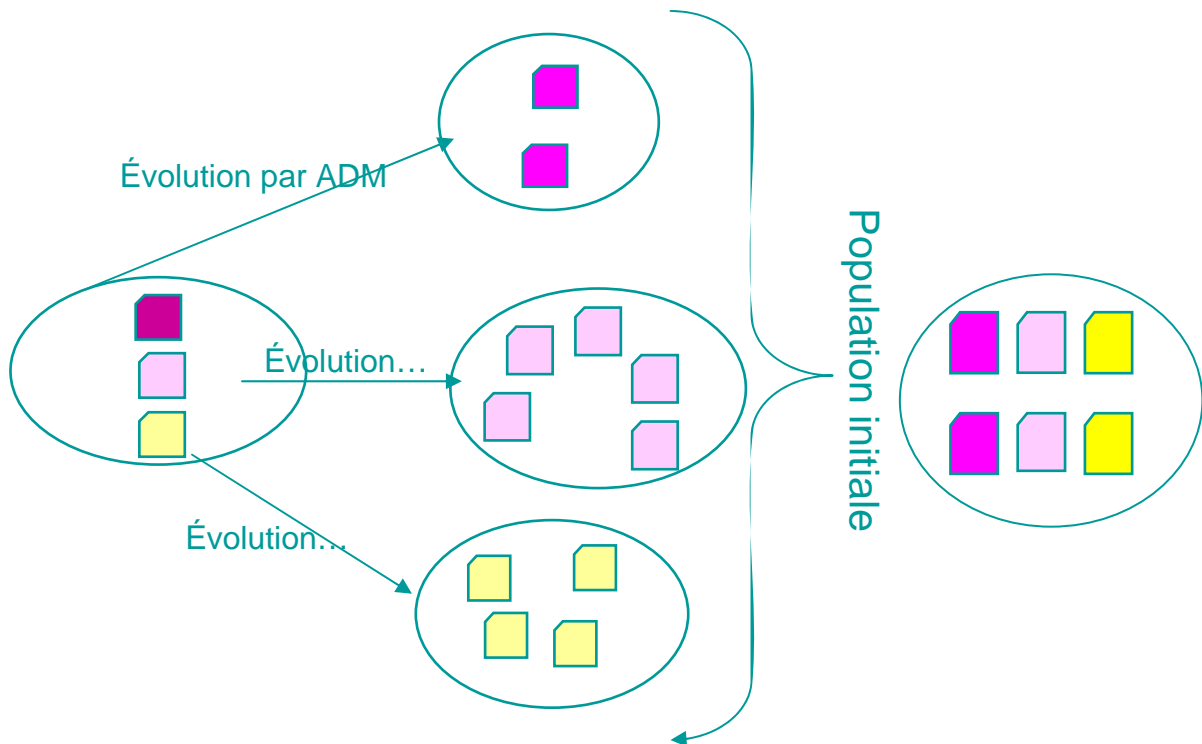 Évolution par ADM
Évolution…
Évolution…
Population initiale